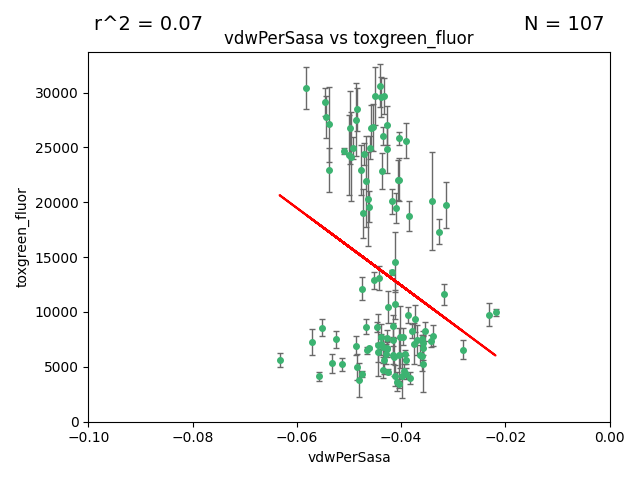 r^2 = 0.07
N = 107
vdwPerSasa vs toxgreen_fluor
30000
25000
20000
15000
10000
5000
0
toxgreen_fluor
−0.10
−0.08
−0.06
−0.04
−0.02
0.00
vdwPerSasa